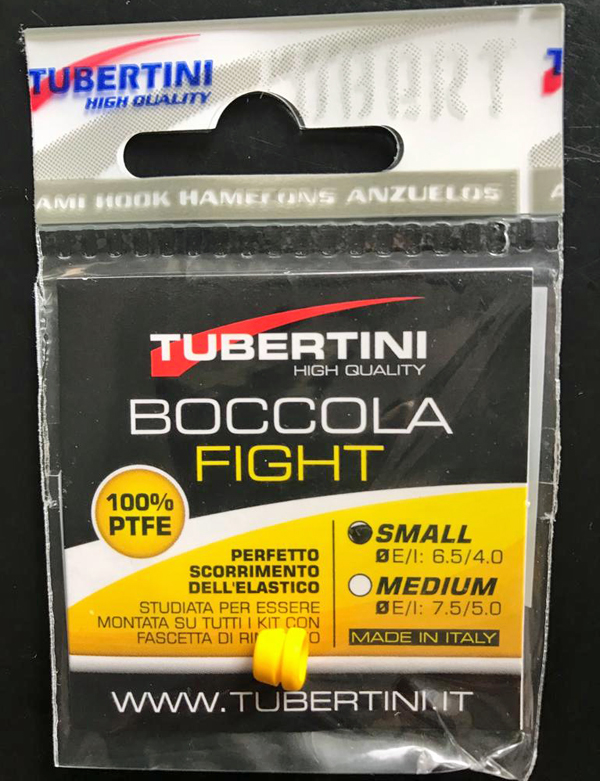 TUBERTINI
HIGH QUALITY
TUBERT
AMI HOOK HAMEÇONS ANZUELOS
TUBERTINI
HIGH QUALITY
BOCCOLA
FIGHT
100%
PTFE
PERFETTO
SCORRIMENTO
DELL'ELASTICO
STUDIATA PER ESSERE
MONTATA SU TUTTI I KIT CON
FASCETTA DI
SMALL
ØE/I: 6.5/4.0
MEDIUM
ØE/I: 7.5/5.0
MADE IN ITALY
WWW.TUBERTINI.IT